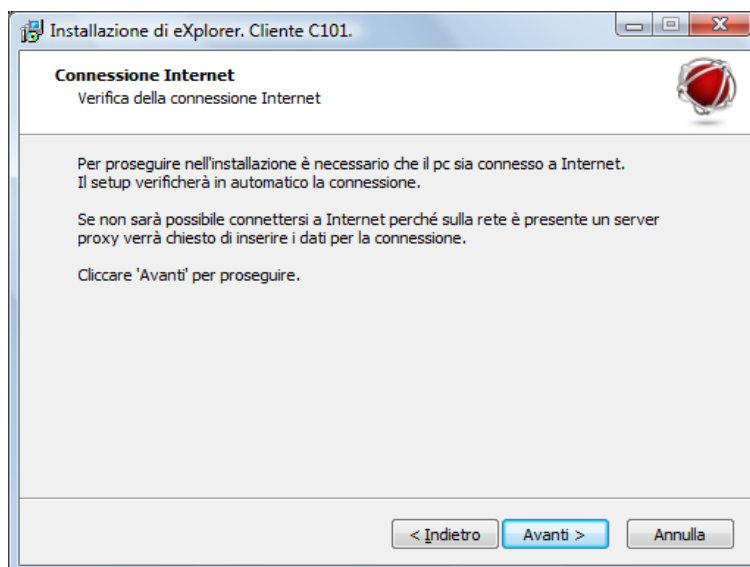 Installazione di eXplorer. Cliente C101.
Connessione Internet
Verifica della connessione Internet
Per proseguire nell'installazione è necessario che il pc sia connesso a Internet.
Il setup verificherà in automatico la connessione.
Se non sarà possibile connettersi a Internet perché sulla rete è presente un server
proxy verrà chiesto di inserire i dati per la connessione.
Cliccare 'Avanti' per proseguire.
< Indietro
Avanti >
Annulla